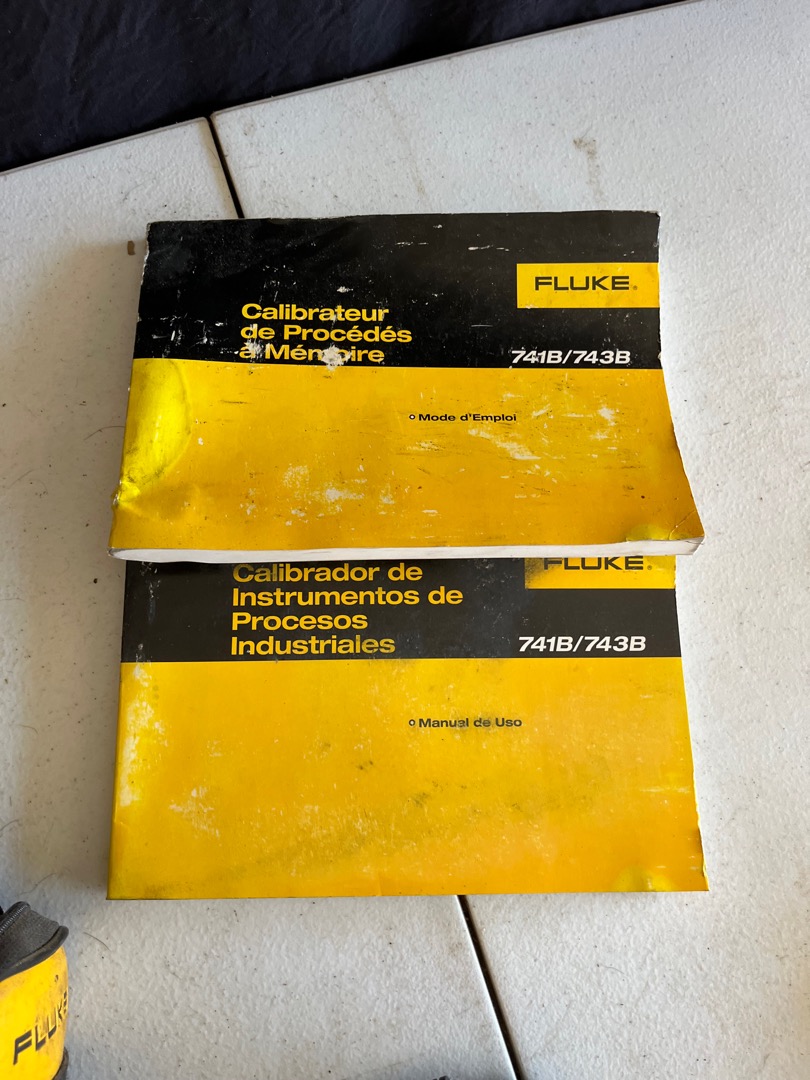 FLUKE®
Calibrateur
de Procédés
à Mémoire
741B/743B
Mode d'Emploi
FLUKE®
Calibrador de
Instrumentos de
Procesos
Industriales
741B/743B
Manual de Uso
FLUKE